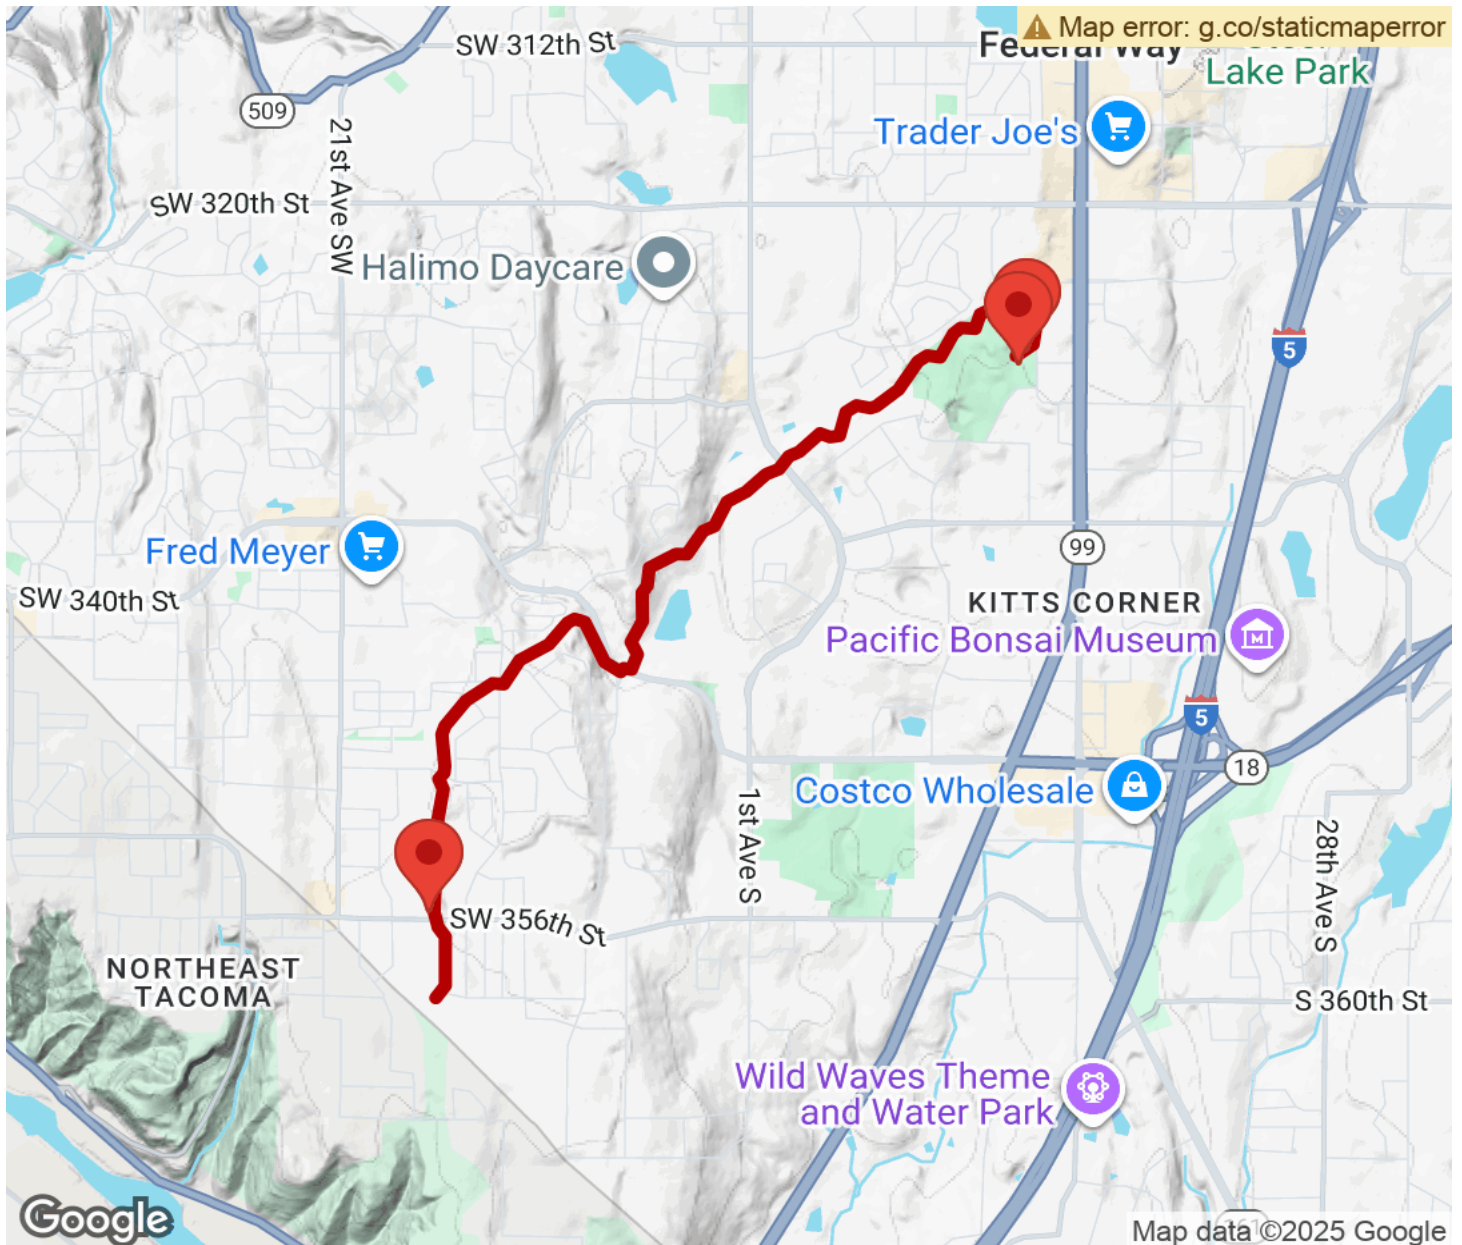 Map error: g.co/staticmaperror
SW 312th St
Federal Way
Lake Park
509
21st Ave SW
Trader Joe's
SW 320th St
Halimo Daycare
5
Fred Meyer
99
SW 340th St
KITTS CORNER
Pacific Bonsai Museum
5
18
Costco Wholesale
1st Ave S
28th Ave S
SW 356th St
NORTHEAST
TACOMA
S 360th St
Wild Waves Theme
and Water Park
Google
Map data ©2025 Google